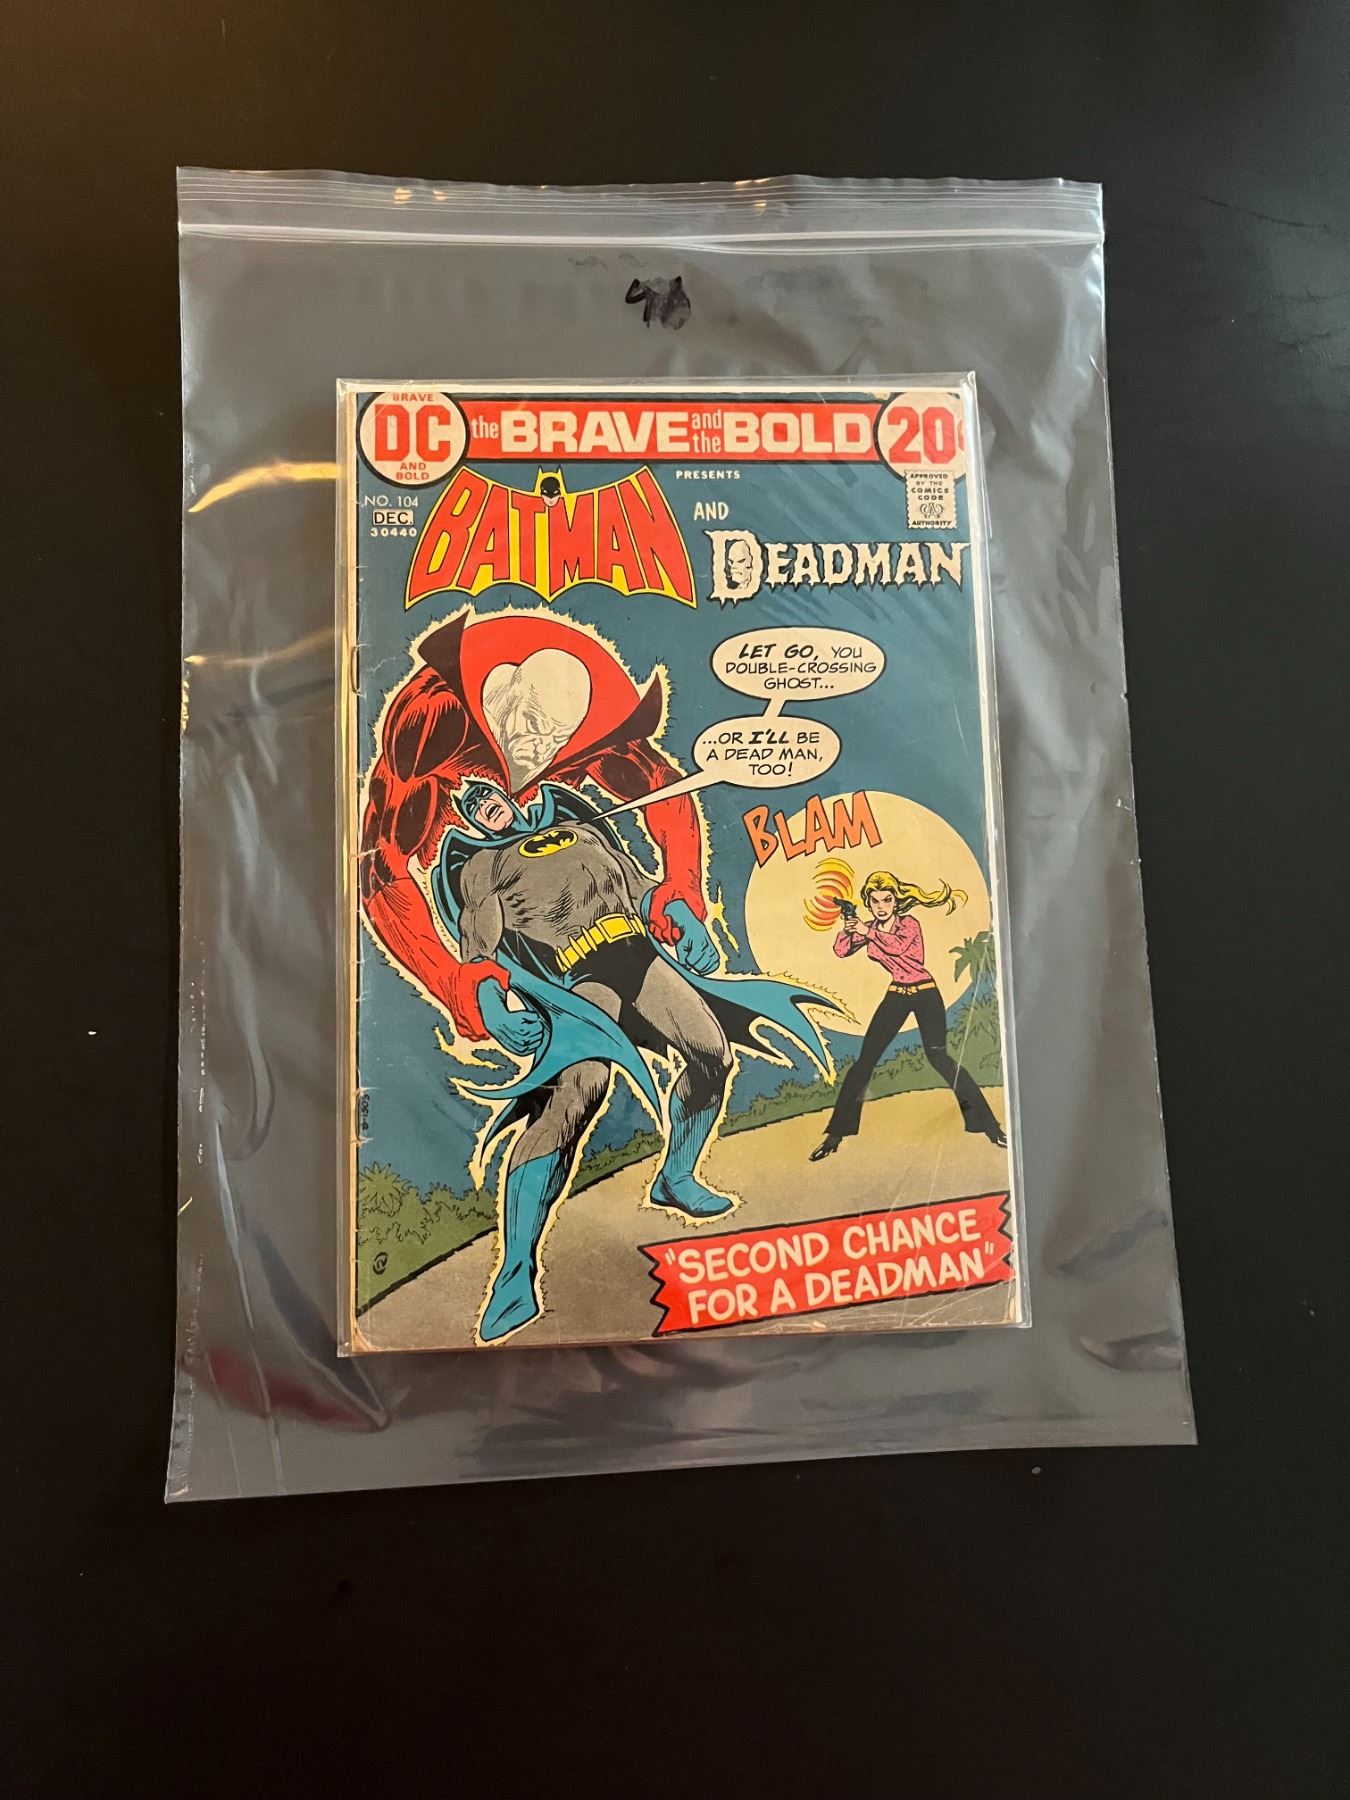 BRAVE
DC
AND
BOLD
the BRAVE and the BOLD
20¢
PRESENTS
NO. 104
DEC.
30440
BATMAN
AND
DEADMAN
APPROVED
BY THE
COMICS
CODE
CA
AUTHORITY
LET GO, YOU
DOUBLE-CROSSING
GHOST...
...OR I'LL BE
A DEAD MAN,
TOO!
BLAM
"SECOND CHANCE
FOR A DEADMAN"